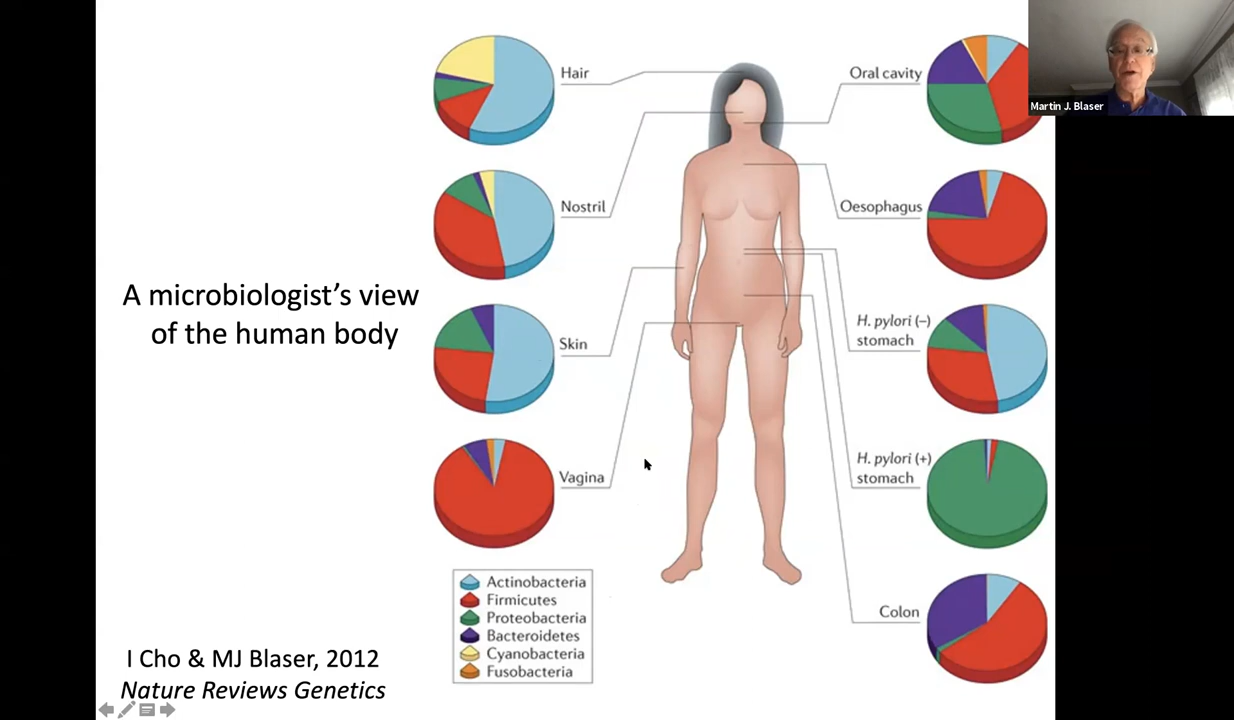 Hair
Oral cavity
Martin J. Blaser
Nostril
Oesophagus
A microbiologist's view
of the human body
Skin
H. pylori (–)
stomach
Vagina
H. pylori (+)
stomach
Actinobacteria
Firmicutes
Proteobacteria
Bacteroidetes
Cyanobacteria
Fusobacteria
Colon
I Cho & MJ Blaser, 2012
Nature Reviews Genetics